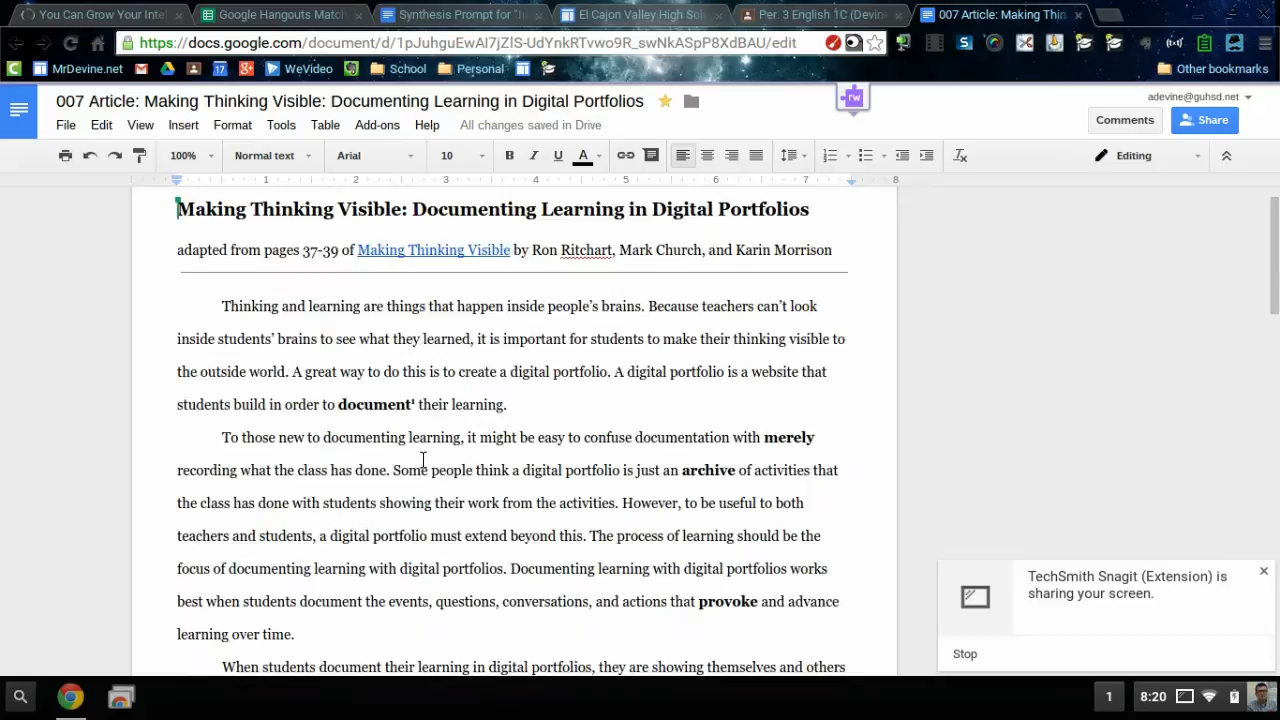 You Can Grow Your Intel
Google Hangouts Match
Synthesis Prompt for "Th
El Cajon Valley High Sch
Per. 3 English 1C (Devine
007 Article: Making Thin
https://docs.google.com/document/d/1pJuhguEwAI7jZlS-UdYnkRTvwo9R_swNkASpP8XdBAU/edit
MrDevine.net
17
WeVideo
School
Personal
Other bookmarks
007 Article: Making Thinking Visible: Documenting Learning in Digital Portfolios
rw
adevine@guhsd.net
File Edit View Insert Format Tools Table Add-ons Help All changes saved in Drive
Comments
Share
100% Normal text Arial 10 B I U A Editing
1 2 3 4 5 6 7 8
Making Thinking Visible: Documenting Learning in Digital Portfolios
adapted from pages 37-39 of Making Thinking Visible by Ron Ritchart, Mark Church, and Karin Morrison
Thinking and learning are things that happen inside people's brains. Because teachers can't look
inside students' brains to see what they learned, it is important for students to make their thinking visible to
the outside world. A great way to do this is to create a digital portfolio. A digital portfolio is a website that
students build in order to document¹ their learning.
To those new to documenting learning, it might be easy to confuse documentation with merely
recording what the class has done. Some people think a digital portfolio is just an archive of activities that
the class has done with students showing their work from the activities. However, to be useful to both
teachers and students, a digital portfolio must extend beyond this. The process of learning should be the
focus of documenting learning with digital portfolios. Documenting learning with digital portfolios works
best when students document the events, questions, conversations, and actions that provoke and advance
learning over time.
When students document their learning in digital portfolios, they are showing themselves and others
TechSmith Snagit (Extension) is
sharing your screen.
Stop
1
8:20